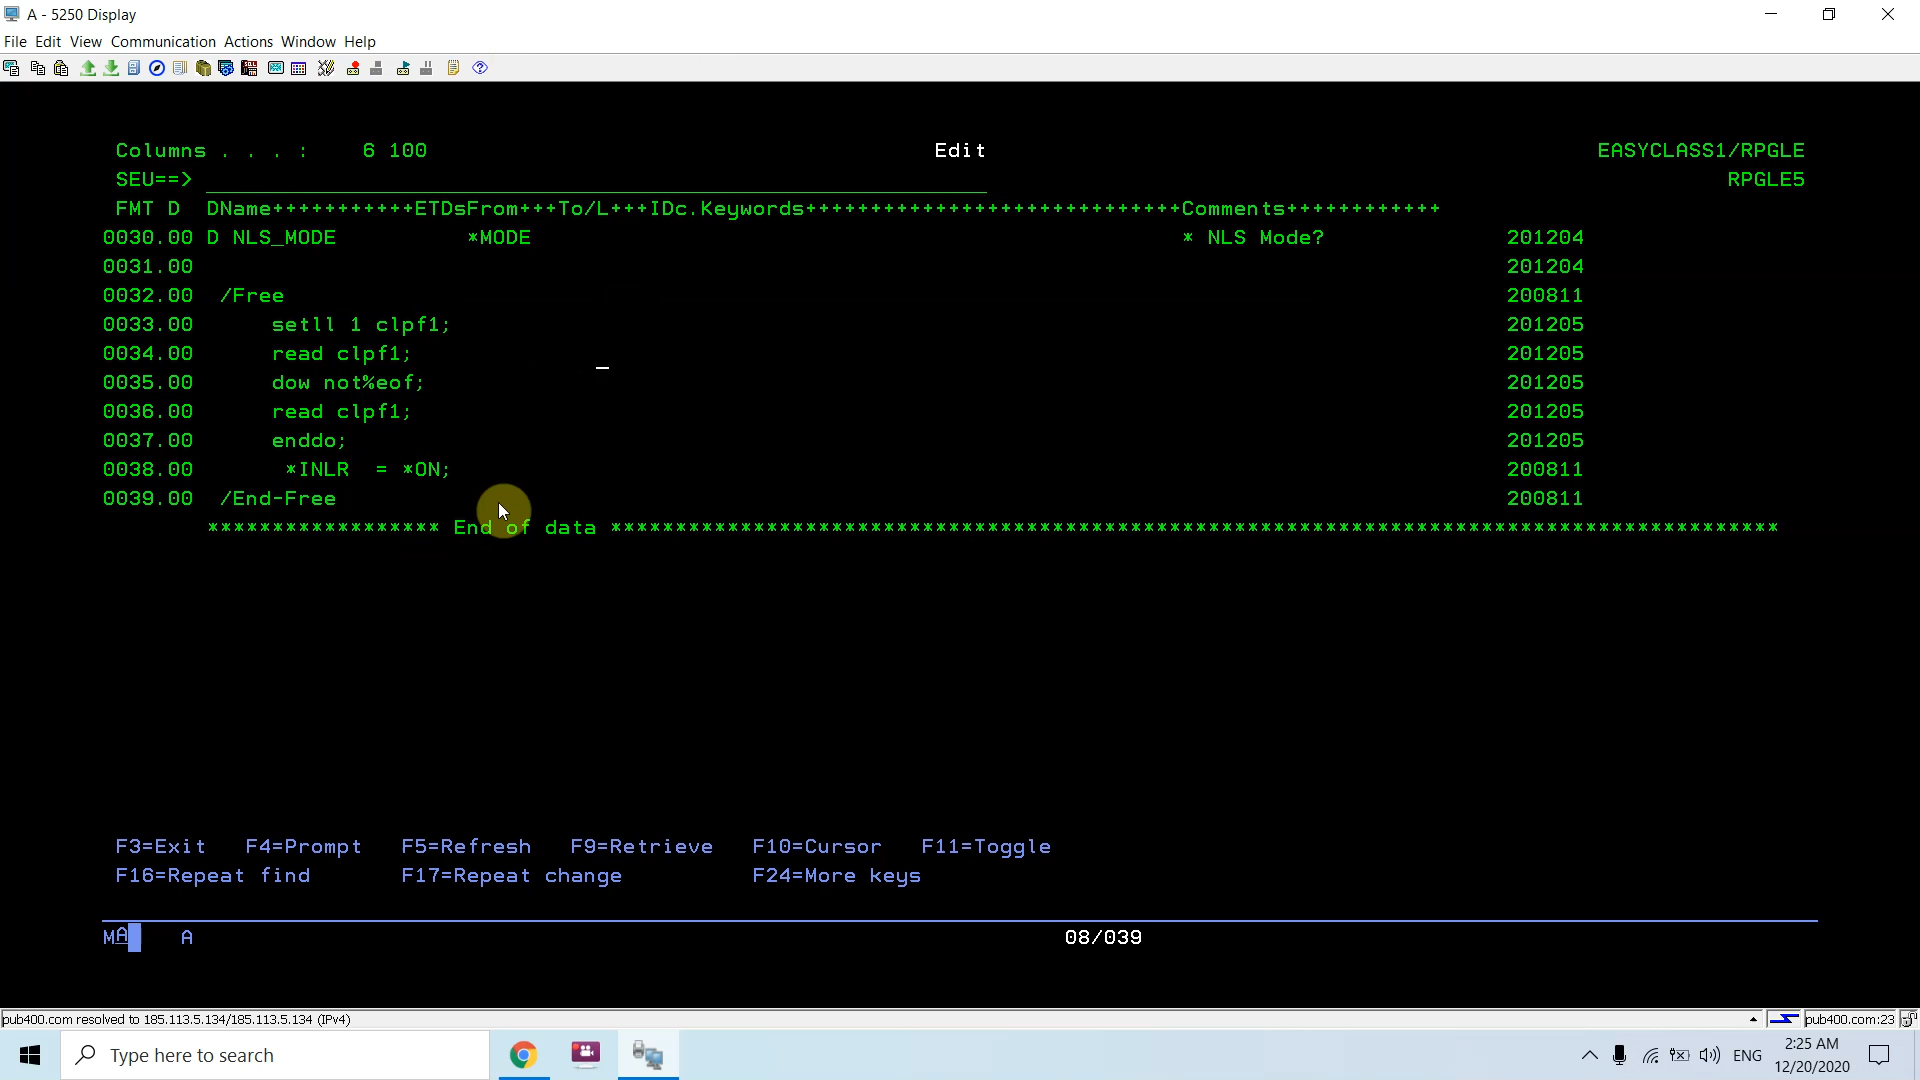 A - 5250 Display
File Edit View Communication Actions Window Help
Columns . . . : 6 100 Edit EASYCLASS1/RPGLE
SEU==> RPGLE5
FMT D DName+++++++++++ETDsFrom+++To/L+++IDc.Keywords+++++++++++++++++++++++++++++Comments++++++++++++
0030.00 D NLS_MODE *MODE * NLS Mode? 201204
0031.00 201204
0032.00 /Free 200811
0033.00 setll 1 clpf1; 201205
0034.00 read clpf1; 201205
0035.00 dow not%eof; 201205
0036.00 read clpf1; 201205
0037.00 enddo; 201205
0038.00 *INLR = *ON; 200811
0039.00 /End-Free 200811
****************** End of data ******************************************************************************************
F3=Exit F4=Prompt F5=Refresh F9=Retrieve F10=Cursor F11=Toggle
F16=Repeat find F17=Repeat change F24=More keys
MA A 08/039
pub400.com resolved to 185.113.5.134/185.113.5.134 (IPv4) pub400.com:23
Type here to search ENG 2:25 AM
12/20/2020